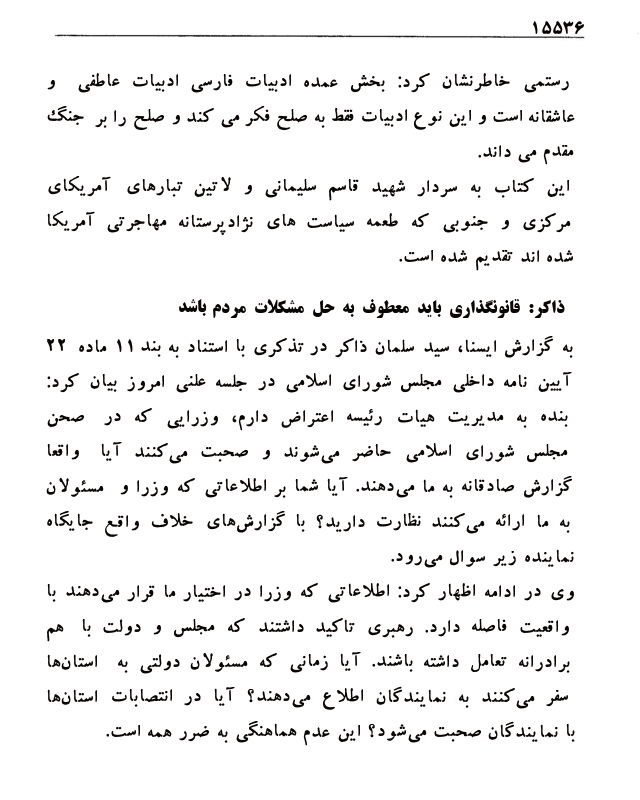 ۱۵۵۳۶
رستمی خاطرنشان کرد: بخش عمده ادبیات فارسی ادبیات عاطفی و
عاشقانه است و این نوع ادبیات فقط به صلح فکر می کند و صلح را بر جنگ
مقدم می داند.
این کتاب به سردار شهید قاسم سلیمانی و لاتین تبارهای آمریکای
مرکزی و جنوبی که طعمه سیاست های نژادپرستانه مهاجرتی آمریکا
شده اند تقدیم شده است.
ذاکر: قانونگذاری باید معطوف به حل مشکلات مردم باشد
به گزارش ایسنا، سید سلمان ذاکر در تذکری با استناد به بند ۱۱ ماده ۲۲
آیین نامه داخلی مجلس شورای اسلامی در جلسه علنی امروز بیان کرد:
بنده به مدیریت هیات رئیسه اعتراض دارم، وزرایی که در صحن
مجلس شورای اسلامی حاضر می‌شوند و صحبت می‌کنند آیا واقعا
گزارش صادقانه به ما می‌دهند. آیا شما بر اطلاعاتی که وزرا و مسئولان
به ما ارائه می‌کنند نظارت دارید؟ با گزارش‌های خلاف واقع جایگاه
نماینده زیر سوال می‌رود.
وی در ادامه اظهار کرد: اطلاعاتی که وزرا در اختیار ما قرار می‌دهند با
واقعیت فاصله دارد. رهبری تاکید داشتند که مجلس و دولت با هم
برادرانه تعامل داشته باشند. آیا زمانی که مسئولان دولتی به استان‌ها
سفر می‌کنند به نمایندگان اطلاع می‌دهند؟ آیا در انتصابات استان‌ها
با نمایندگان صحبت می‌شود؟ این عدم هماهنگی به ضرر همه است.